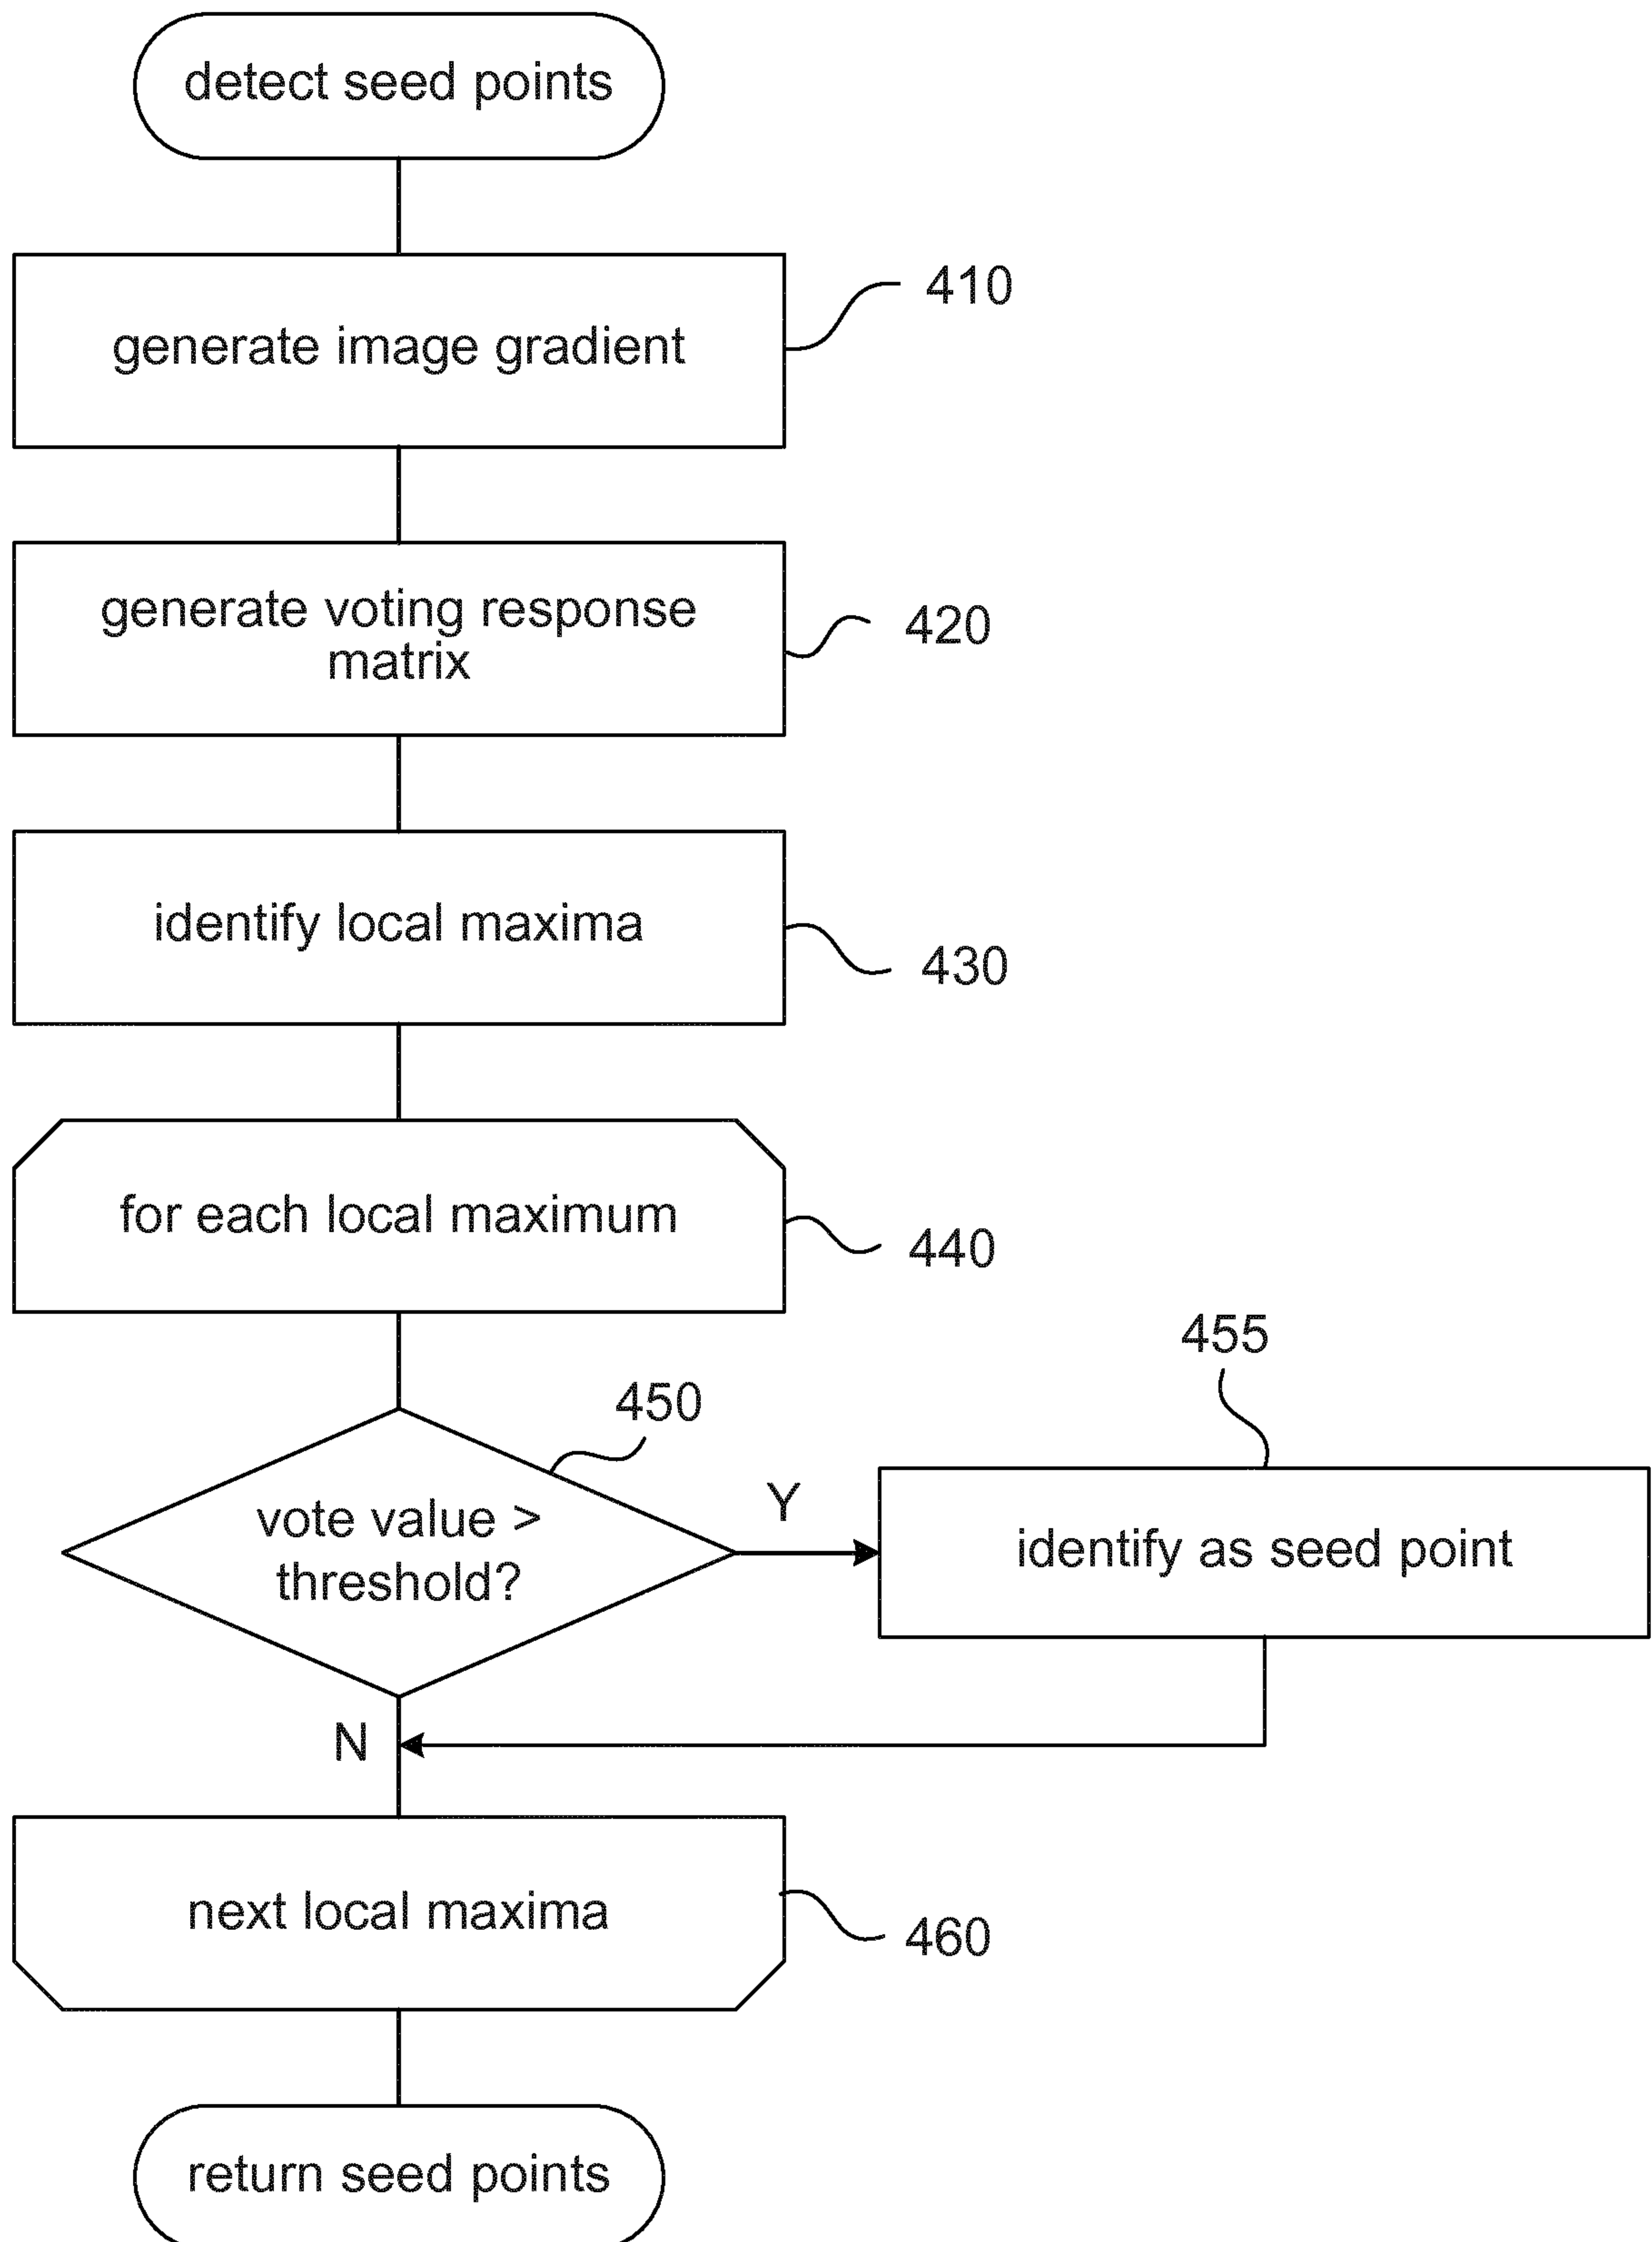 detect seed points
generate image gradient
410
generate voting response
matrix
420
identify local maxima
430
for each local maximum
440
450
vote value >
threshold?
Y
455
identify as seed point
N
next local maxima
460
return seed points